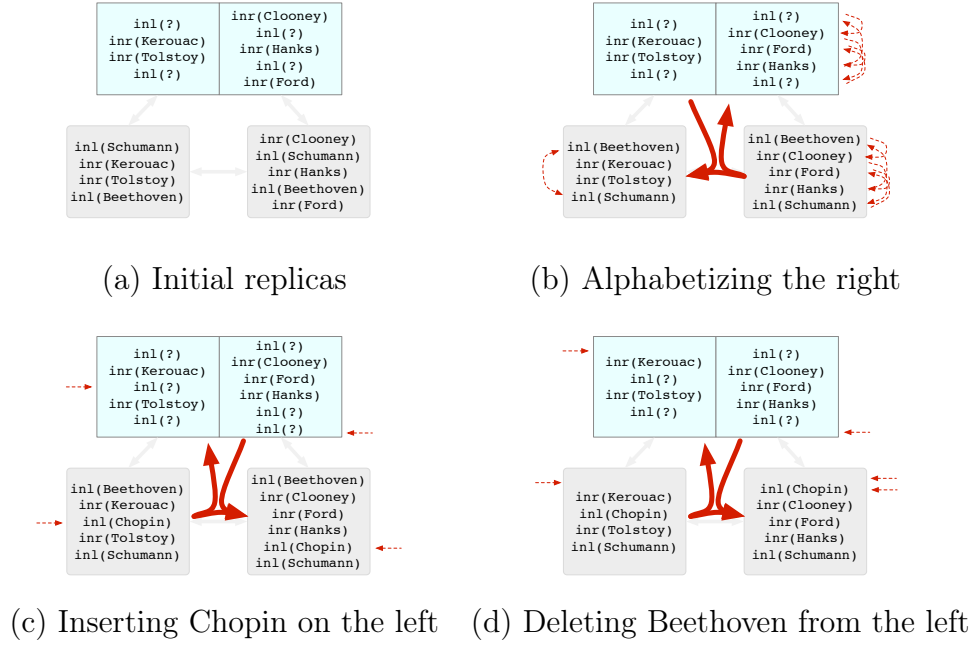 inl(?)
inr(Kerouac)
inr(Tolstoy)
inl(?)
inr(Clooney)
inl(?)
inr(Hanks)
inl(?)
inr(Ford)
inl(Schumann)
inr(Kerouac)
inr(Tolstoy)
inl(Beethoven)
inr(Clooney)
inl(Schumann)
inr(Hanks)
inl(Beethoven)
inr(Ford)
(a) Initial replicas
inl(?)
inr(Kerouac)
inr(Tolstoy)
inl(?)
inl(?)
inr(Clooney)
inr(Ford)
inr(Hanks)
inl(?)
inl(Beethoven)
inr(Kerouac)
inr(Tolstoy)
inl(Schumann)
inl(Beethoven)
inr(Clooney)
inr(Ford)
inr(Hanks)
inl(Schumann)
(b) Alphabetizing the right
inl(?)
inr(Kerouac)
inl(?)
inr(Tolstoy)
inl(?)
inl(?)
inr(Clooney)
inr(Ford)
inr(Hanks)
inl(?)
inl(?)
inl(Beethoven)
inr(Kerouac)
inl(Chopin)
inr(Tolstoy)
inl(Schumann)
inl(Beethoven)
inr(Clooney)
inr(Ford)
inr(Hanks)
inl(Chopin)
inl(Schumann)
(c) Inserting Chopin on the left
inr(Kerouac)
inl(?)
inr(Tolstoy)
inl(?)
inl(?)
inr(Clooney)
inr(Ford)
inr(Hanks)
inl(?)
inr(Kerouac)
inl(Chopin)
inr(Tolstoy)
inl(Schumann)
inl(Chopin)
inr(Clooney)
inr(Ford)
inr(Hanks)
inl(Schumann)
(d) Deleting Beethoven from the left